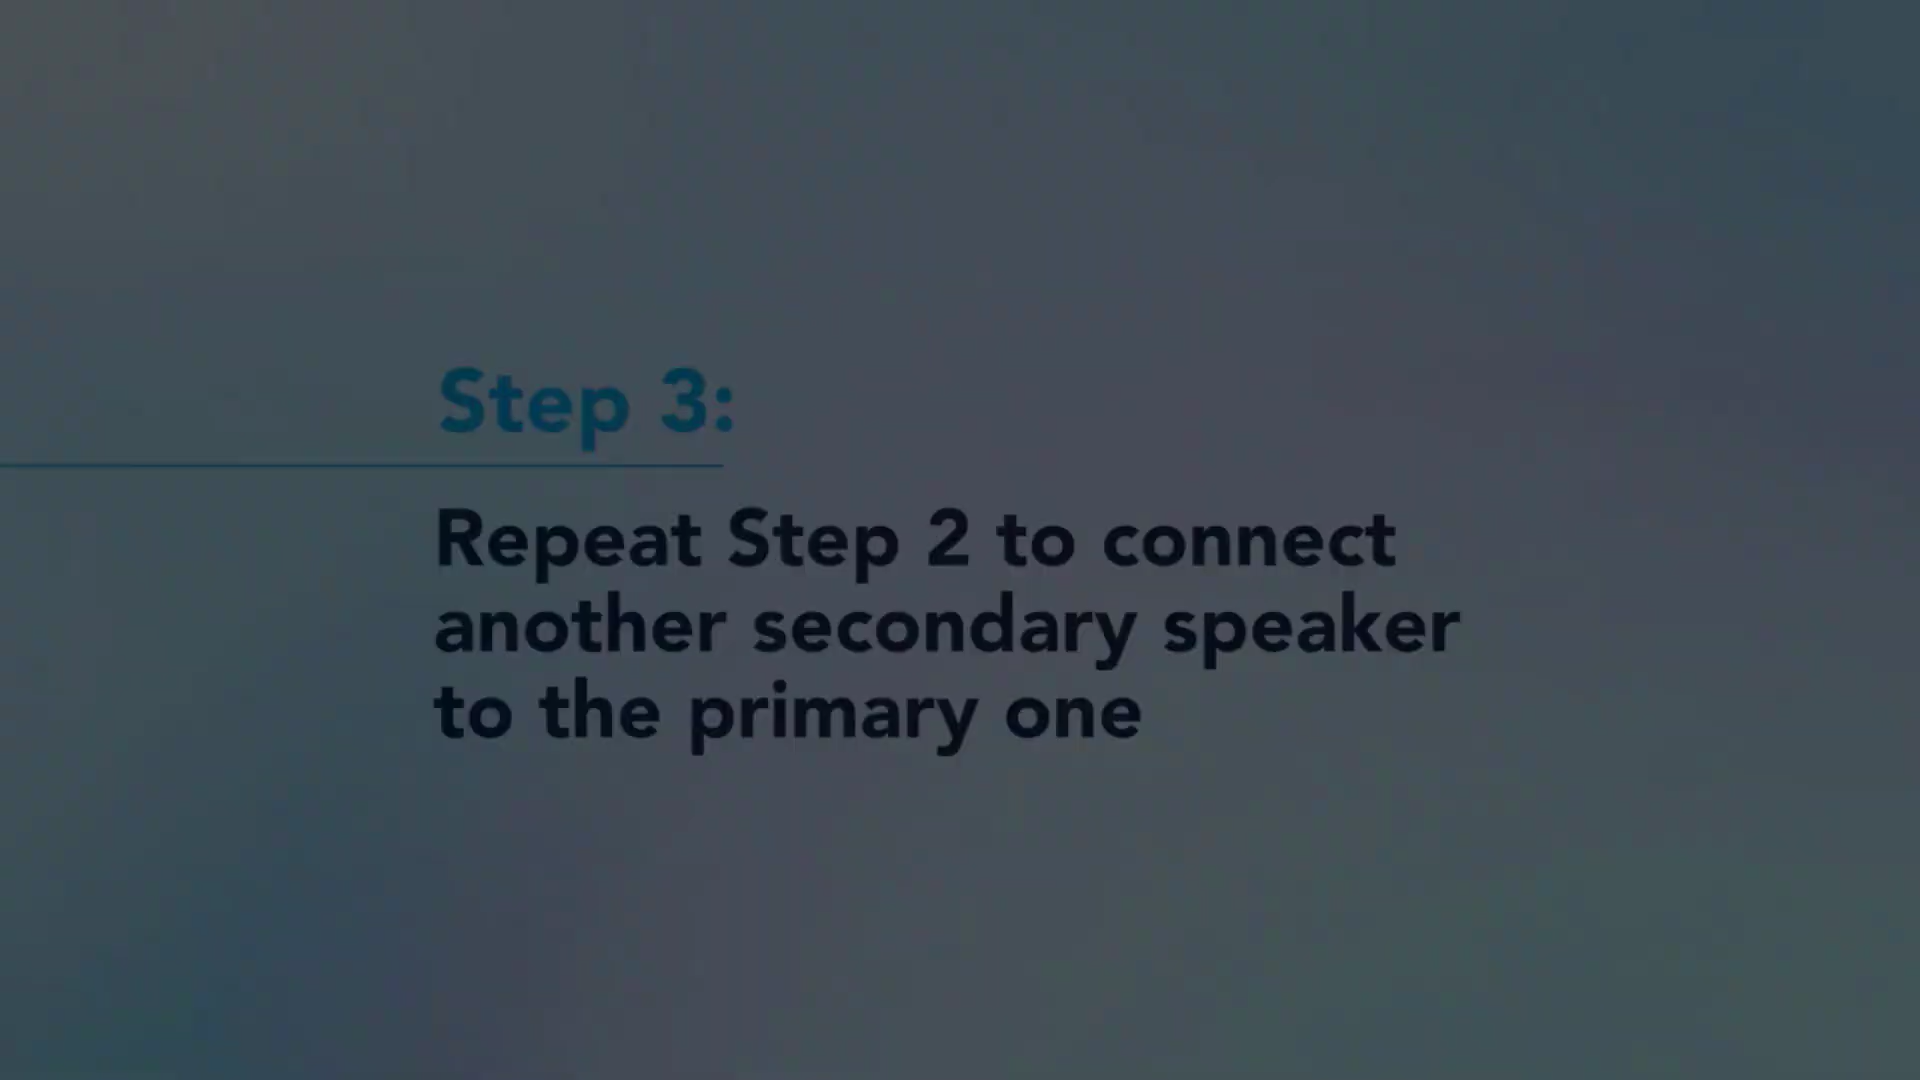 Step 3:
Repeat Step 2 to connect
another secondary speaker
to the primary one